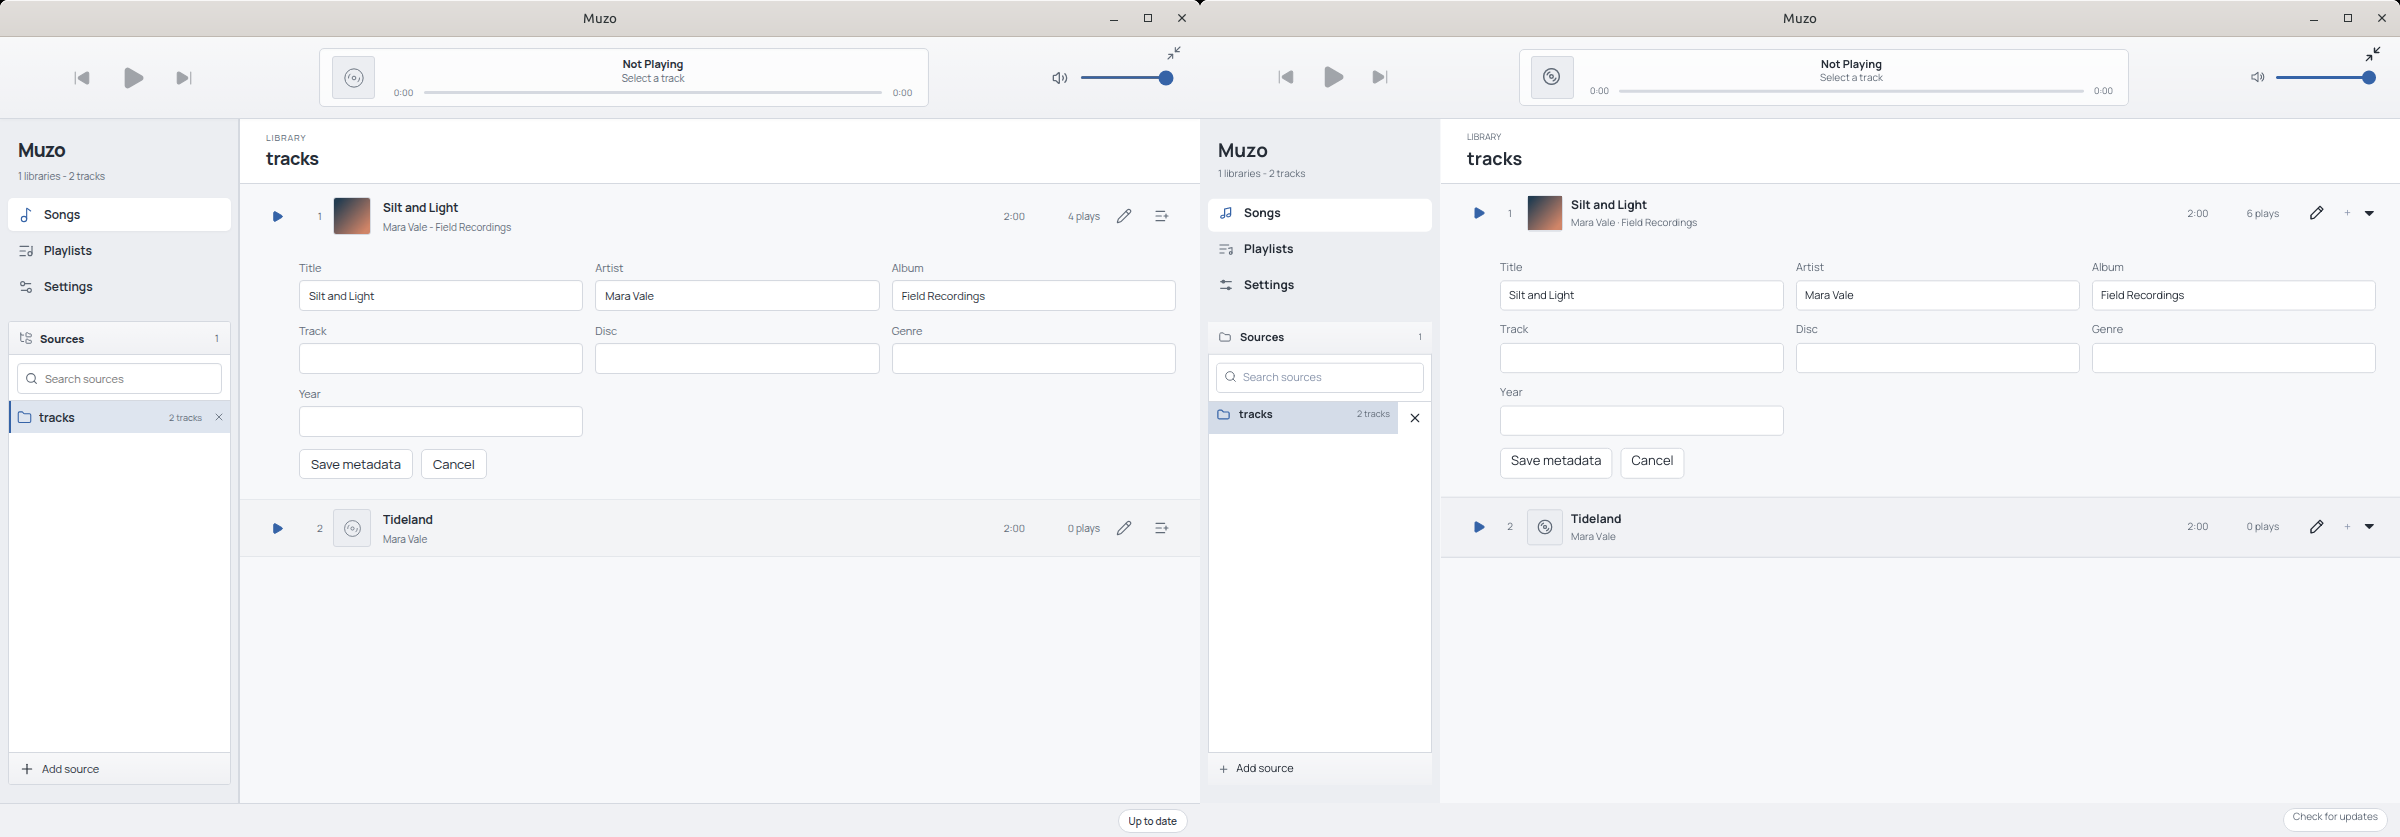 Muzo
Not Playing
Select a track
0:00
0:00
Muzo
1 libraries - 2 tracks
Songs
Playlists
Settings
Sources
1
Search sources
tracks
2 tracks
Add source
LIBRARY
tracks
1
Silt and Light
Mara Vale - Field Recordings
2:00
4 plays
Title
Artist
Album
Silt and Light
Mara Vale
Field Recordings
Track
Disc
Genre
Year
Save metadata
Cancel
2
Tideland
Mara Vale
2:00
0 plays
Up to date
Muzo
Not Playing
Select a track
0:00
0:00
Muzo
1 libraries - 2 tracks
Songs
Playlists
Settings
Sources
1
Search sources
tracks
2 tracks
Add source
LIBRARY
tracks
1
Silt and Light
Mara Vale · Field Recordings
2:00
6 plays
Title
Artist
Album
Silt and Light
Mara Vale
Field Recordings
Track
Disc
Genre
Year
Save metadata
Cancel
2
Tideland
Mara Vale
2:00
0 plays
Check for updates